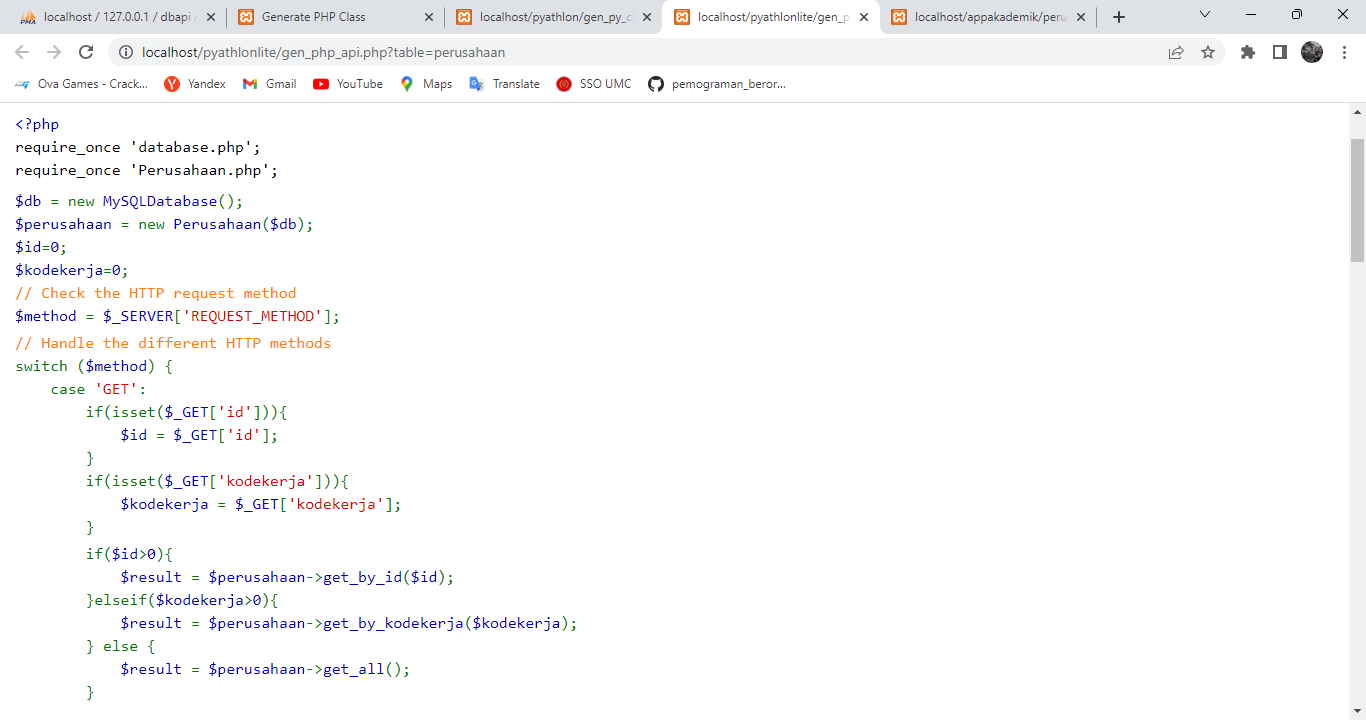 localhost / 127.0.0.1 / dbapi /
Generate PHP Class
localhost/pyathlon/gen_py_c
localhost/pyathlonlite/gen_p
localhost/appakademik/peru
localhost/pyathlonlite/gen_php_api.php?table=perusahaan
Ova Games - Crack...
Yandex
Gmail
YouTube
Maps
Translate
SSO UMC
pemograman_beror...
<?php
require_once 'database.php';
require_once 'Perusahaan.php';
$db = new MySQLDatabase();
$perusahaan = new Perusahaan($db);
$id=0;
$kodekerja=0;
// Check the HTTP request method
$method = $_SERVER['REQUEST_METHOD'];
// Handle the different HTTP methods
switch ($method) {
    case 'GET':
        if(isset($_GET['id'])){
            $id = $_GET['id'];
        }
        if(isset($_GET['kodekerja'])){
            $kodekerja = $_GET['kodekerja'];
        }
        if($id>0){
            $result = $perusahaan->get_by_id($id);
        }elseif($kodekerja>0){
            $result = $perusahaan->get_by_kodekerja($kodekerja);
        } else {
            $result = $perusahaan->get_all();
        }